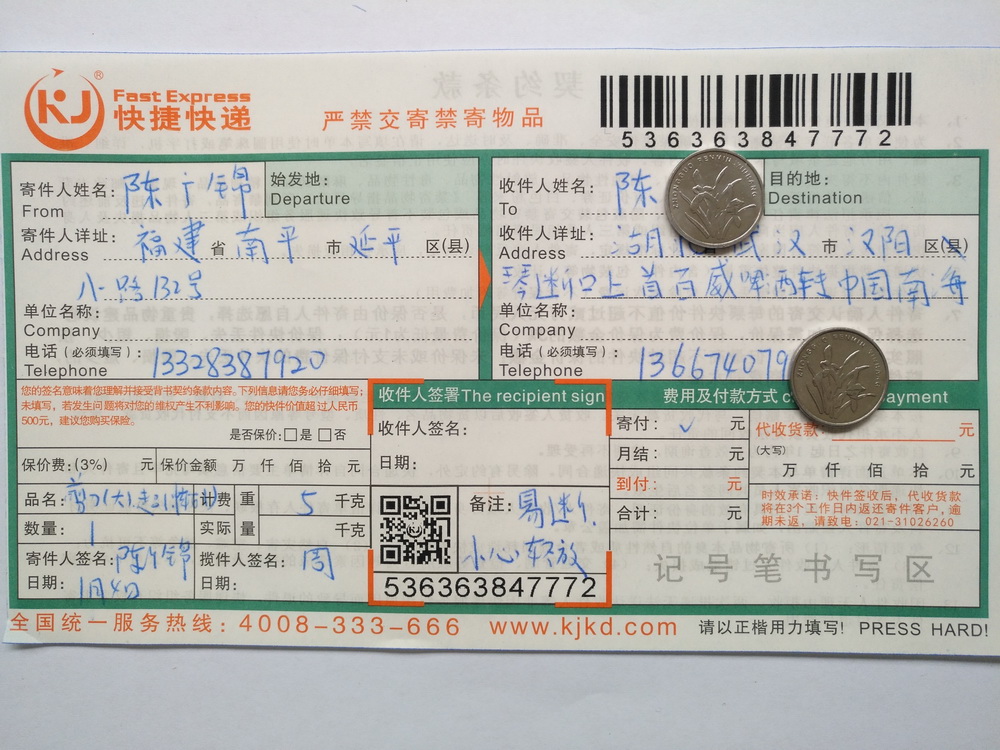 KJ®
Fast Express
快捷快递
严禁交寄禁寄物品
536363847772
寄件人姓名: 陈广锦
From
始发地:
Departure
寄件人详址: 福建 省 南平 市 延平 区(县)
Address
小路132号
单位名称:
Company
电话 (必须填写) : 13328387920
Telephone
收件人姓名: 陈
To
目的地:
Destination
收件人详址: 湖北 省 武汉 市 汉阳 区(县)
Address
百威啤酒转中国南海
单位名称:
Company
电话 (必须填写) : 1366674079
Telephone
您的签名意味着您理解并接受背书契约条款内容。下列信息请您务必仔细填写;
未填写,若发生问题将对您的维权产生不利影响。您的快件价值超过人民币
500元,建议您购买保险。
是否保价: □是 □否
保价费: (3%) 元 保价金额 万 仟 佰 拾 元
品名: 计费 重 5 千克
数量: 1 实际 量 千克
寄件人签名: 陈广锦 揽件人签名: 周
日期: 1月4日 日期:
收件人签署The recipient sign
收件人签名:
日期:
备注: 易
小心轻放
536363847772
费用及付款方式 ayment
寄付: ✓ 元
月结: 元
到付: 元
合计: 元
代收货款: 元
(大写)
万 仟 佰 拾 元
时效承诺: 快件签收后, 代收货款
将在3个工作日内返还寄件客户, 逾
期未返, 请致电: 021-31026260
记号笔书写区
全国统一服务热线: 4008-333-666 www.kjkd.com 请以正楷用力填写! PRESS HARD!